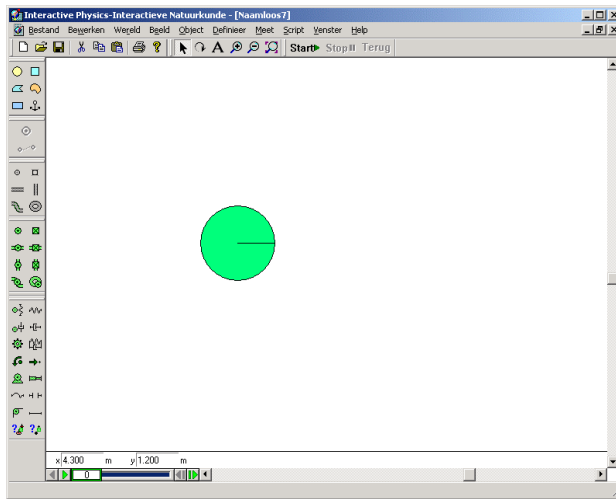 Interactive Physics-Interactieve Natuurkunde - [Naamloos7]
Bestand Bewerken Wereld Beeld Object Definieer Meet Script Venster Help
A Start Stop Terug
x 4.300 m y 1.200 m
0